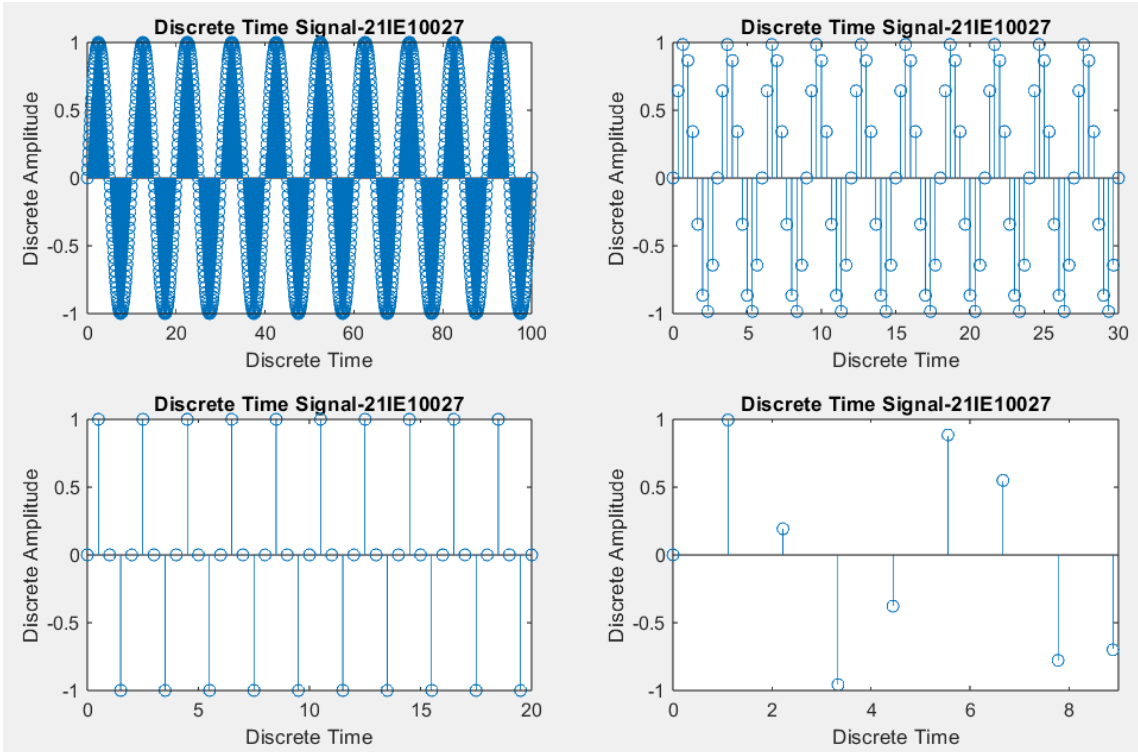 Discrete Time Signal-21IE10027
Discrete Amplitude
1
0.5
0
-0.5
-1
0 20 40 60 80 100
Discrete Time
Discrete Time Signal-21IE10027
Discrete Amplitude
1
0.5
0
-0.5
-1
0 5 10 15 20 25 30
Discrete Time
Discrete Time Signal-21IE10027
Discrete Amplitude
1
0.5
0
-0.5
-1
0 5 10 15 20
Discrete Time
Discrete Time Signal-21IE10027
Discrete Amplitude
1
0.5
0
-0.5
-1
0 2 4 6 8
Discrete Time